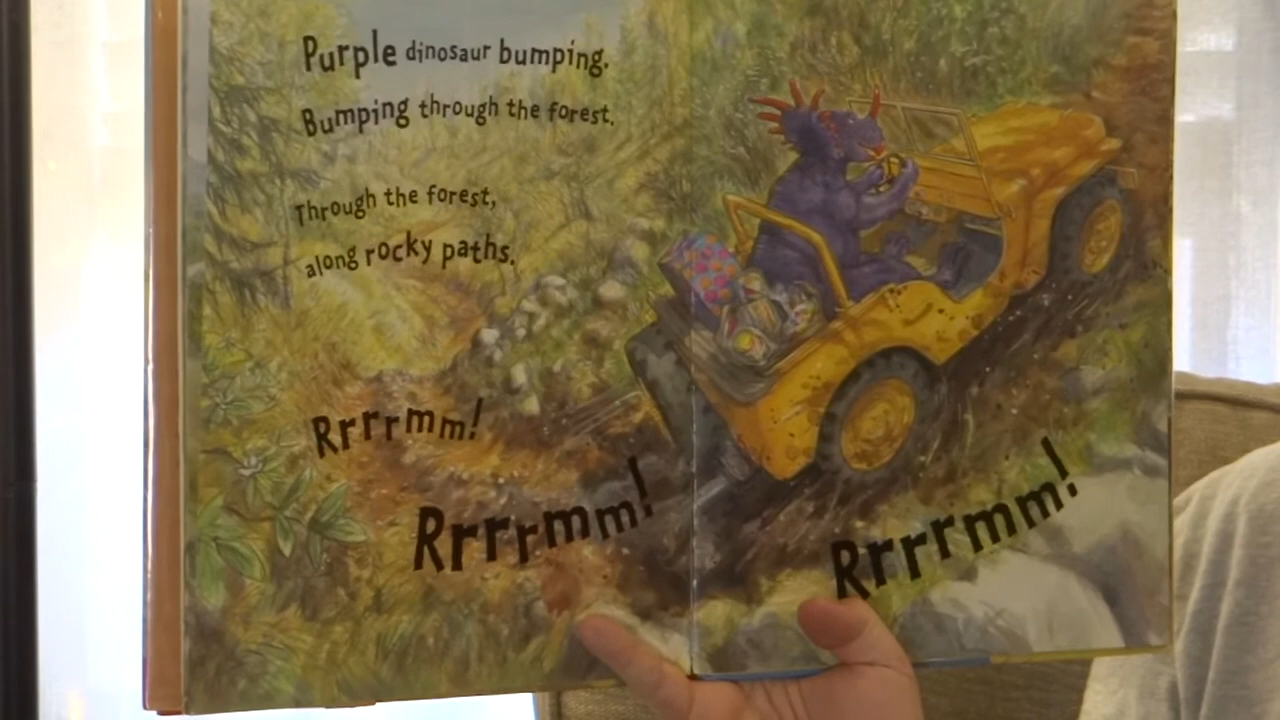 Purple dinosaur bumping.
Bumping through the forest.
Through the forest,
along rocky paths.
Rrrrmm!
Rrrrmm!
Rrrrmm!